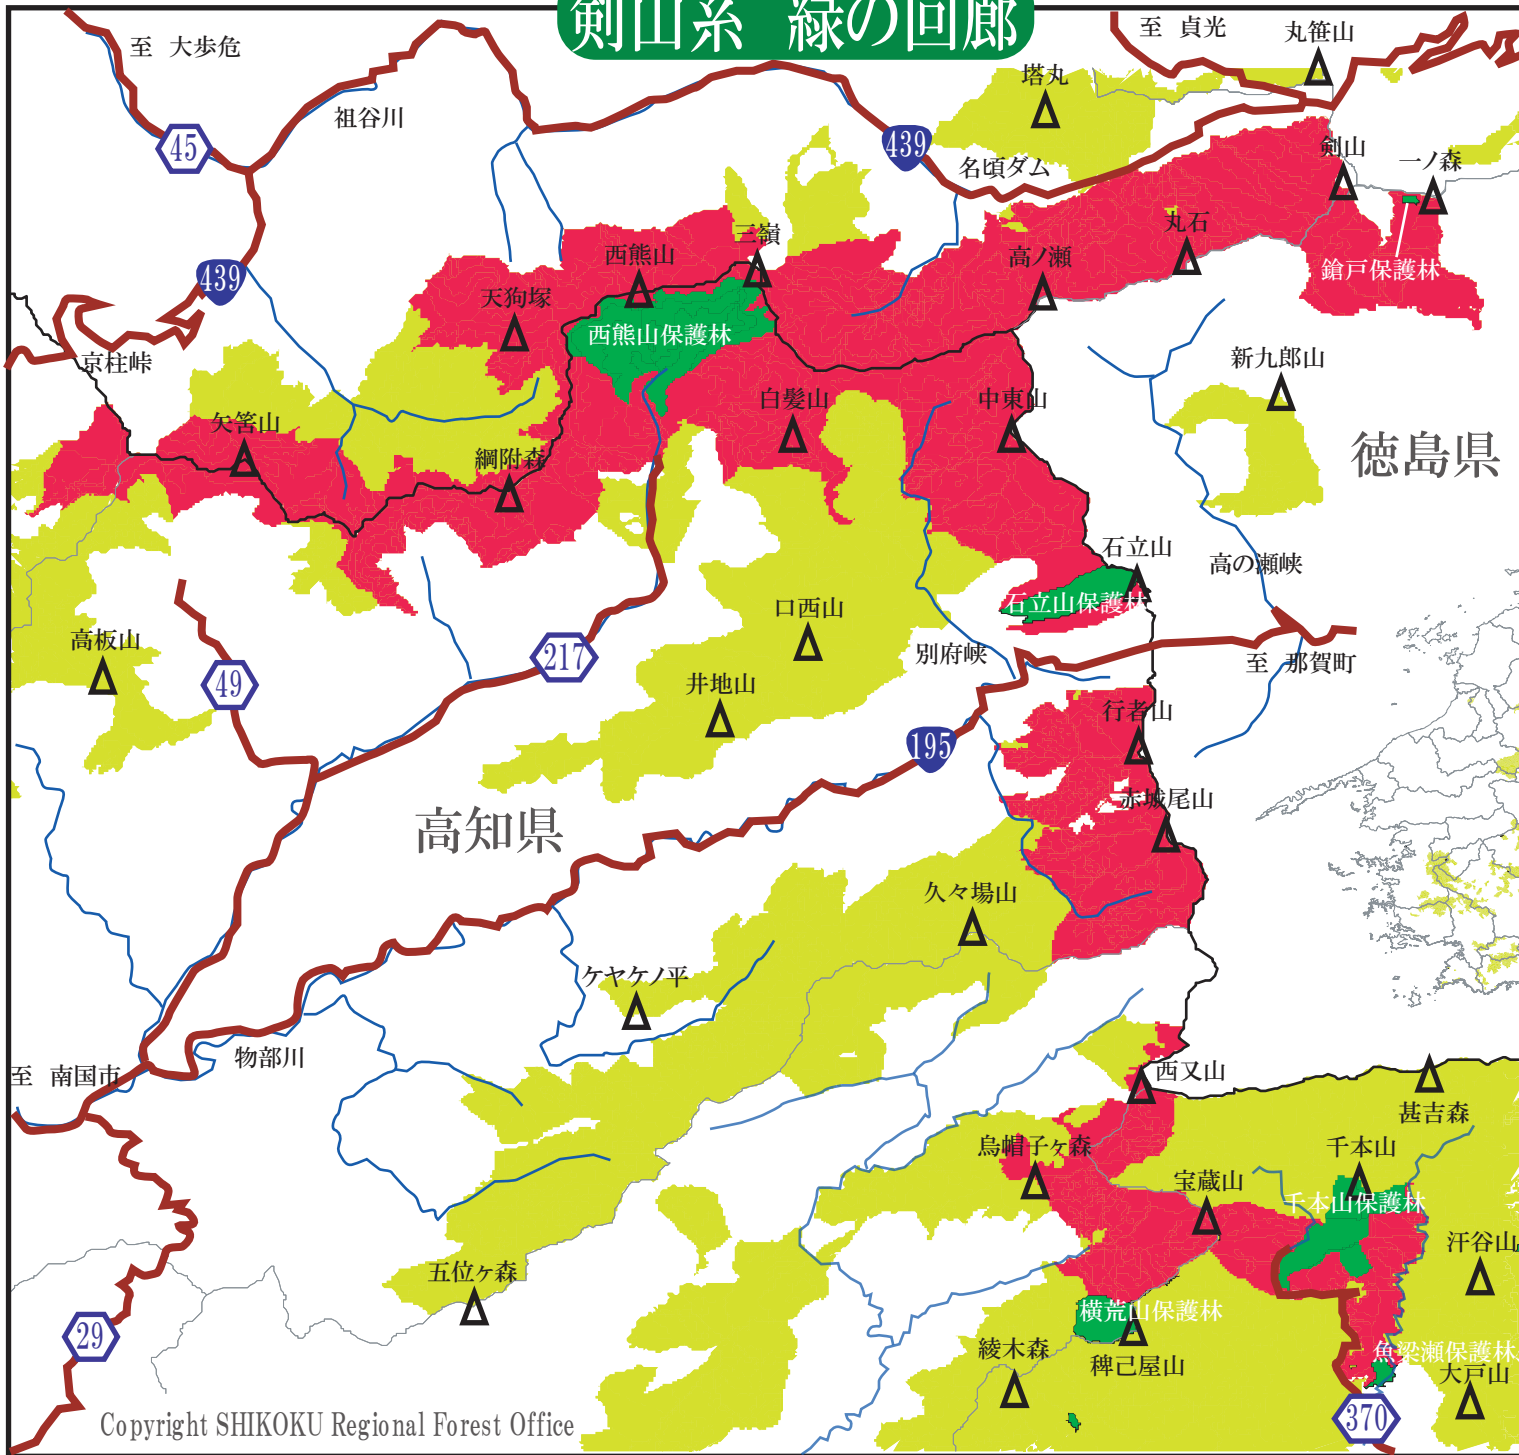 剣山系 緑の回廊
至 大歩危
至 貞光
丸笹山
塔丸
祖谷川
45
439
名頃ダム
剣山
一ノ森
三嶺
西熊山
丸石
高ノ瀬
鎗戸保護林
439
天狗塚
西熊山保護林
京柱峠
新九郎山
白髪山
中東山
矢筈山
徳島県
綱附森
石立山
高の瀬峡
石立山保護林
口西山
高板山
217
別府峡
至 那賀町
49
井地山
行者山
195
赤城尾山
高知県
久々場山
ケヤケノ平
物部川
至 南国市
西又山
甚吉森
烏帽子ヶ森
千本山
宝蔵山
千本山保護林
汗谷山
五位ヶ森
横荒山保護林
29
綾木森
稗己屋山
魚梁瀬保護林
大戸山
370
Copyright SHIKOKU Regional Forest Office